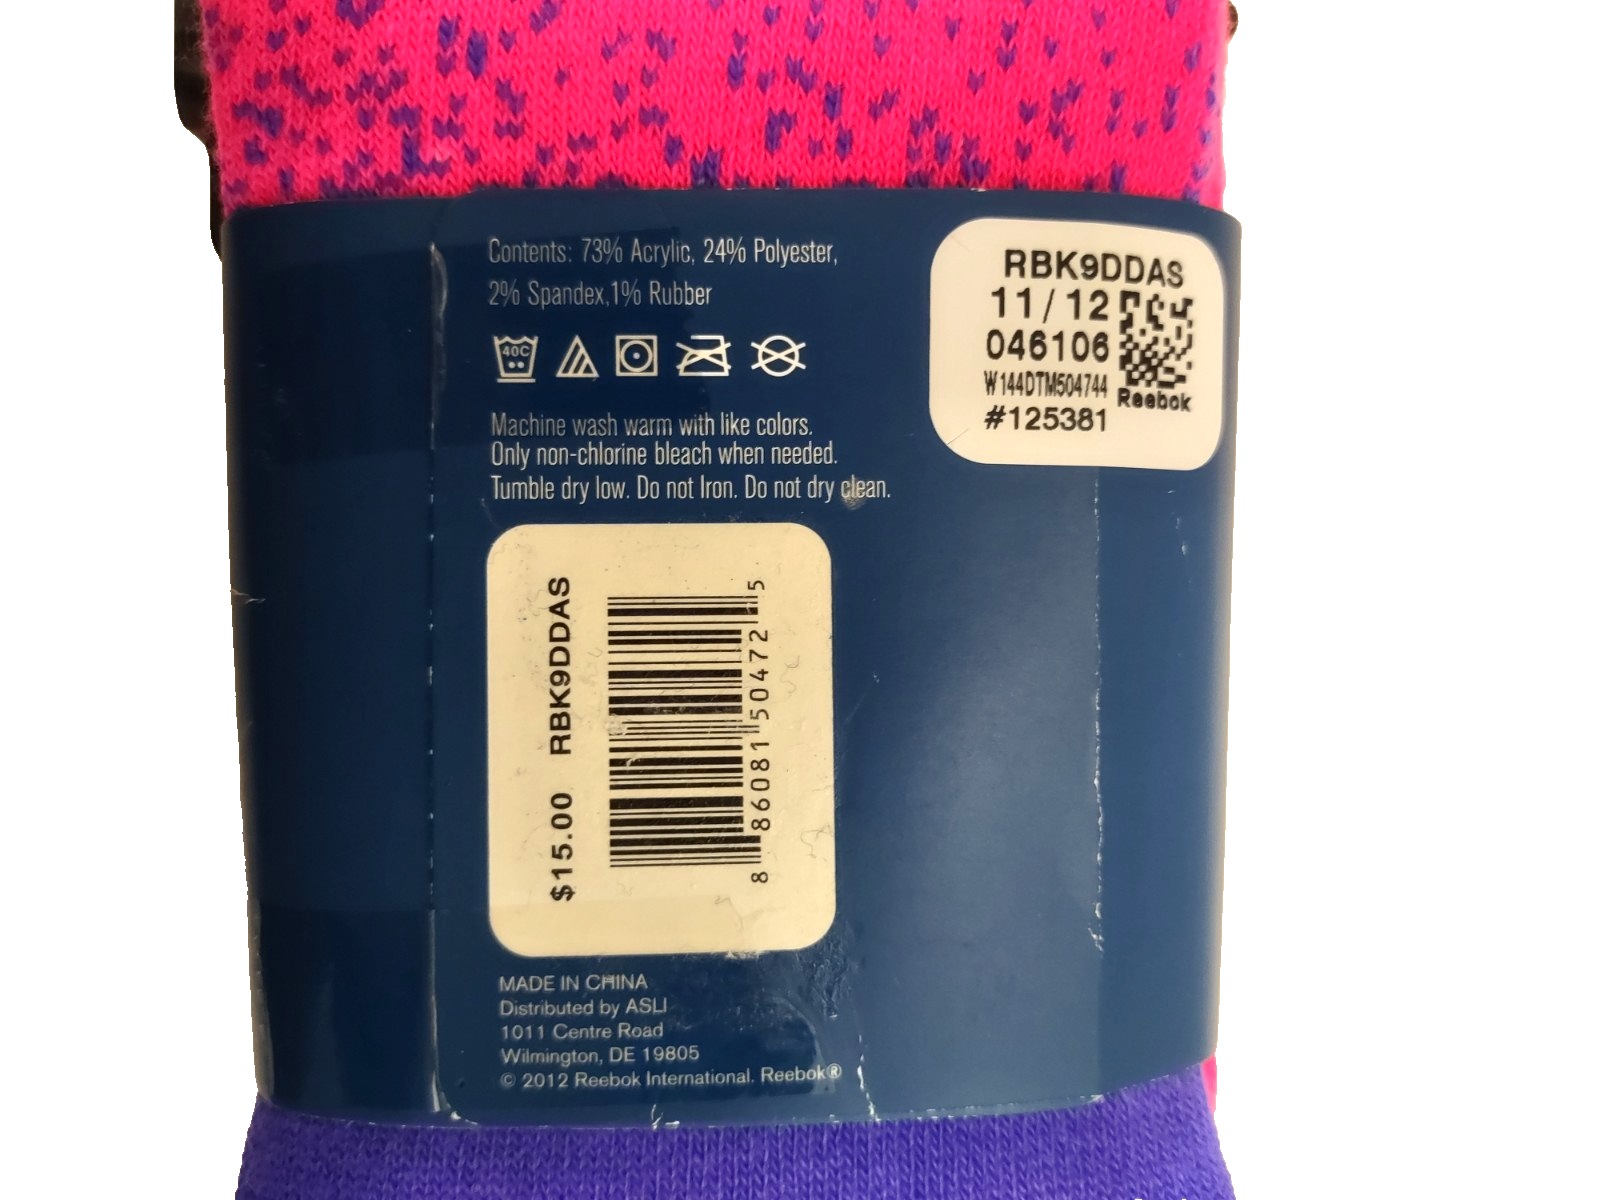 Contents: 73% Acrylic, 24% Polyester,
2% Spandex,1% Rubber
40C
Machine wash warm with like colors.
Only non-chlorine bleach when needed.
Tumble dry low. Do not Iron. Do not dry clean.
RBK9DDAS
11/12
046106
W144DTM504744
Reebok
#125381
$15.00 RBK9DDAS
8 86081 50472 5
MADE IN CHINA
Distributed by ASLI
1011 Centre Road
Wilmington, DE 19805
© 2012 Reebok International. Reebok®